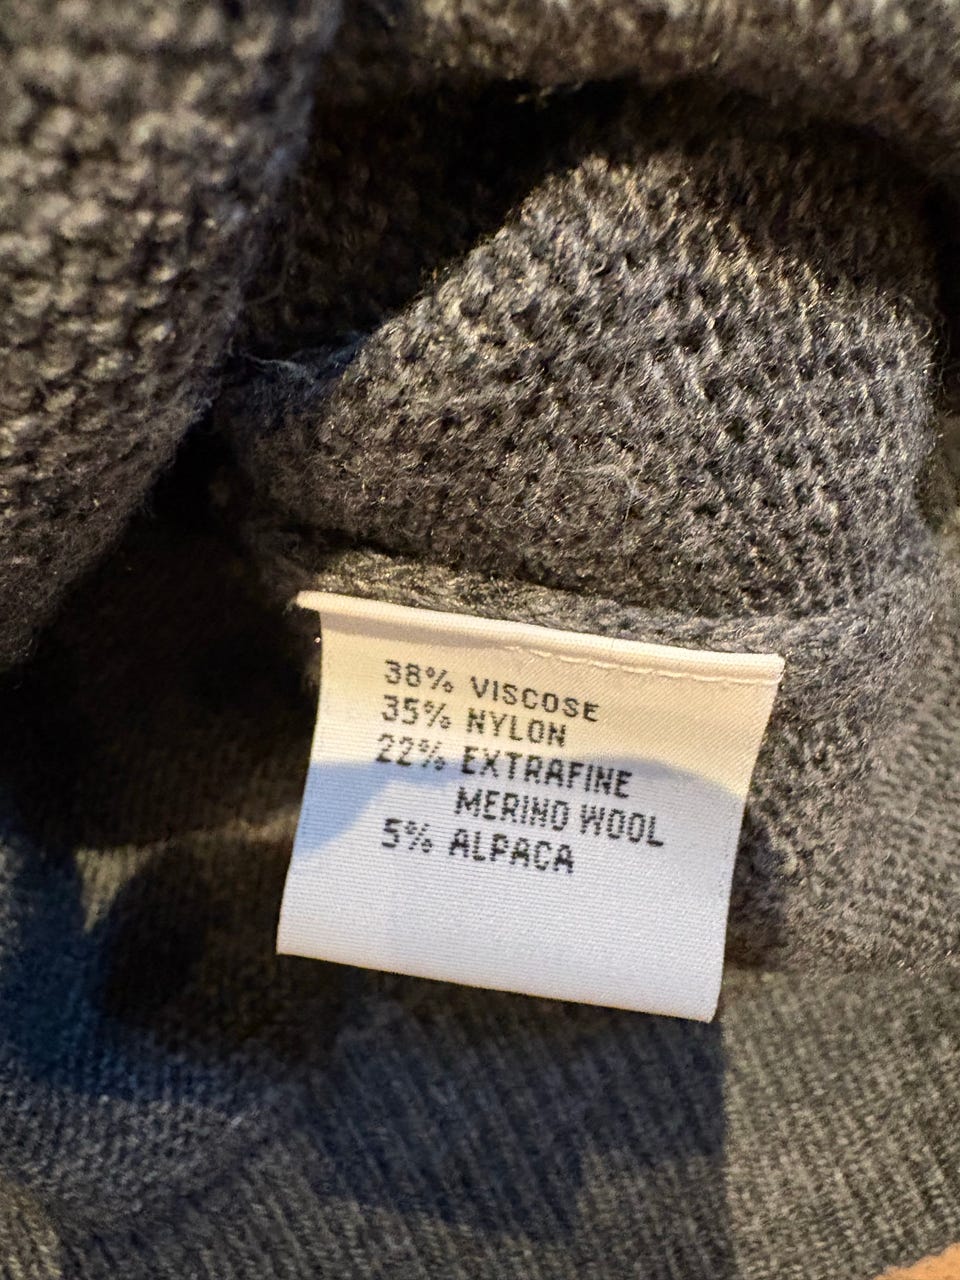 38% VISCOSE
35% NYLON
22% EXTRAFINE
MERINO WOOL
5% ALPACA